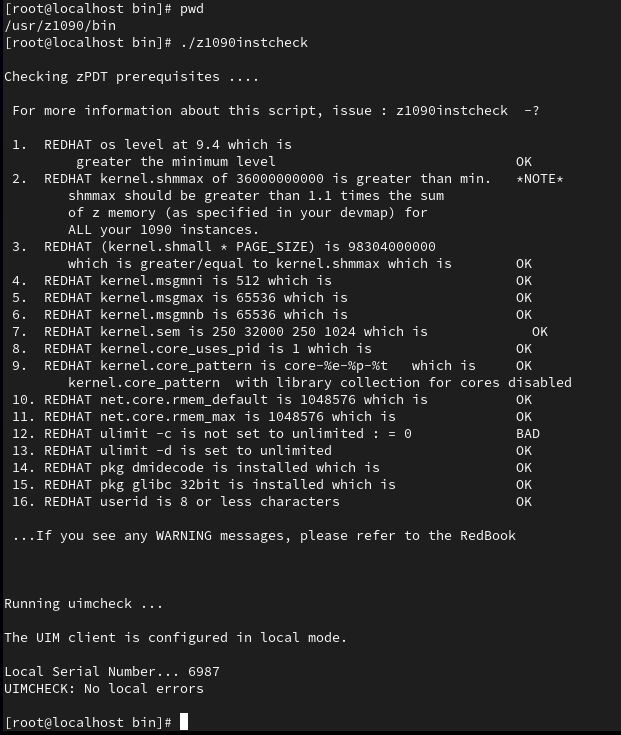 [root@localhost bin]# pwd
/usr/z1090/bin
[root@localhost bin]# ./z1090instcheck
Checking zPDT prerequisites ....
For more information about this script, issue : z1090instcheck  -?
1.  REDHAT os level at 9.4 which is
greater the minimum level                              OK
2.  REDHAT kernel.shmmax of 36000000000 is greater than min.   *NOTE*
shmmax should be greater than 1.1 times the sum
of z memory (as specified in your devmap) for
ALL your 1090 instances.
3.  REDHAT (kernel.shmall * PAGE_SIZE) is 98304000000
which is greater/equal to kernel.shmmax which is        OK
4.  REDHAT kernel.msgmni is 512 which is                       OK
5.  REDHAT kernel.msgmax is 65536 which is                     OK
6.  REDHAT kernel.msgmnb is 65536 which is                     OK
7.  REDHAT kernel.sem is 250 32000 250 1024 which is             OK
8.  REDHAT kernel.core_uses_pid is 1 which is                  OK
9.  REDHAT kernel.core_pattern is core-%e-%p-%t   which is     OK
kernel.core_pattern  with library collection for cores disabled
10. REDHAT net.core.rmem_default is 1048576 which is           OK
11. REDHAT net.core.rmem_max is 1048576 which is               OK
12. REDHAT ulimit -c is not set to unlimited : = 0             BAD
13. REDHAT ulimit -d is set to unlimited                       OK
14. REDHAT pkg dmidecode is installed which is                 OK
15. REDHAT pkg glibc 32bit is installed which is               OK
16. REDHAT userid is 8 or less characters                      OK
...If you see any WARNING messages, please refer to the RedBook
Running uimcheck ...
The UIM client is configured in local mode.
Local Serial Number... 6987
UIMCHECK: No local errors
[root@localhost bin]#